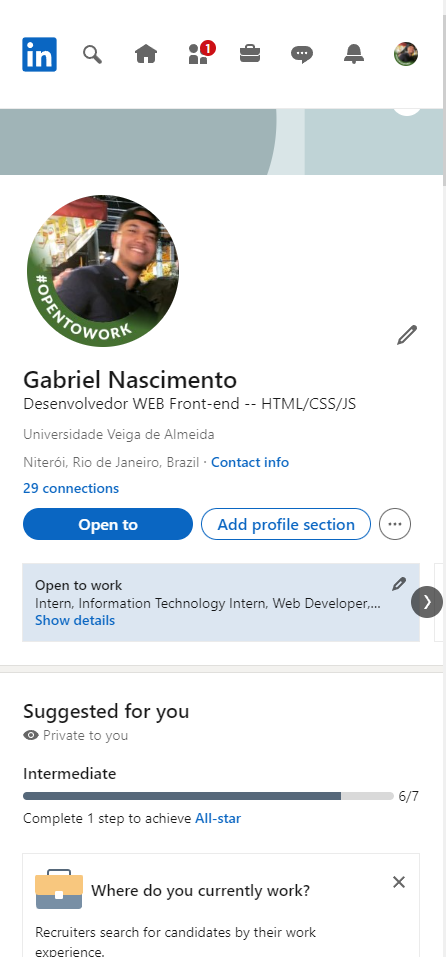 in
1
#OPENTOWORK
Gabriel Nascimento
Desenvolvedor WEB Front-end -- HTML/CSS/JS
Universidade Veiga de Almeida
Niterói, Rio de Janeiro, Brazil · Contact info
29 connections
Open to
Add profile section
Open to work
Intern, Information Technology Intern, Web Developer,...
Show details
Suggested for you
Private to you
Intermediate
6/7
Complete 1 step to achieve All-star
Where do you currently work?
Recruiters search for candidates by their work
experience.